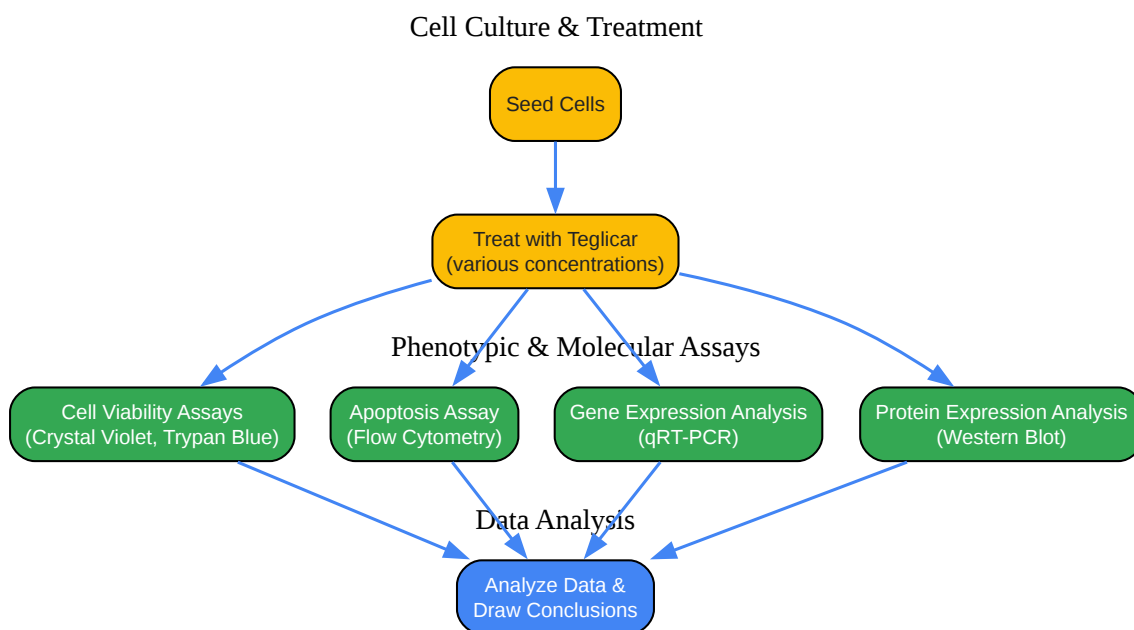 Cell Culture & Treatment
Seed Cells
Treat with Teglicar
(various concentrations)
Phenotypic & Molecular Assays
Cell Viability Assays
(Crystal Violet, Trypan Blue)
Apoptosis Assay
(Flow Cytometry)
Gene Expression Analysis
(qRT-PCR)
Protein Expression Analysis
(Western Blot)
Data Analysis
Analyze Data &
Draw Conclusions